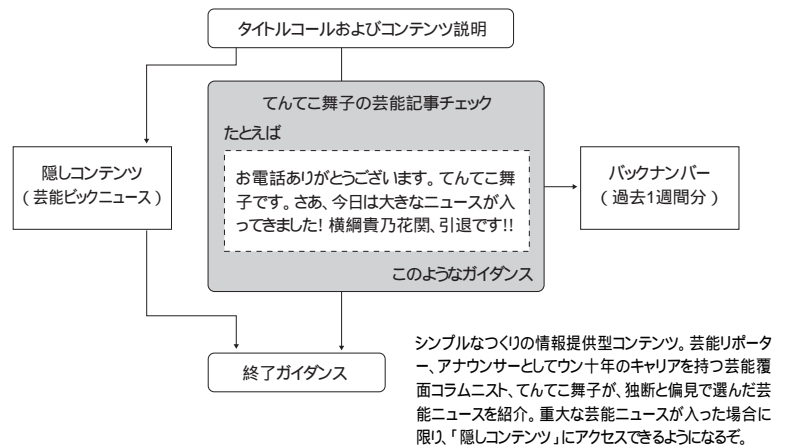 タイトルコールおよびコンテンツ説明
てんてこ舞子の芸能記事チェック
たとえば
お電話ありがとうございます。てんてこ舞
子です。さあ、今日は大きなニュースが入
ってきました! 横綱貴乃花関、引退です!!
このようなガイダンス
隠しコンテンツ
(芸能ビックニュース)
バックナンバー
(過去1週間分)
終了ガイダンス
シンプルなつくりの情報提供型コンテンツ。芸能リポータ
ー、アナウンサーとしてウン十年のキャリアを持つ芸能覆
面コラムニスト、てんてこ舞子が、独断と偏見で選んだ芸
能ニュースを紹介。重大な芸能ニュースが入った場合に
限り、「隠しコンテンツ」にアクセスできるようになるぞ。